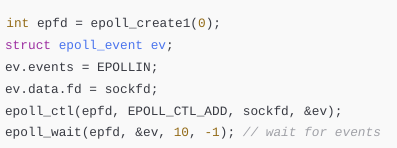 int epfd = epoll_create1(0);
struct epoll_event ev;
ev.events = EPOLLIN;
ev.data.fd = sockfd;
epoll_ctl(epfd, EPOLL_CTL_ADD, sockfd, &ev);
epoll_wait(epfd, &ev, 10, -1); // wait for events